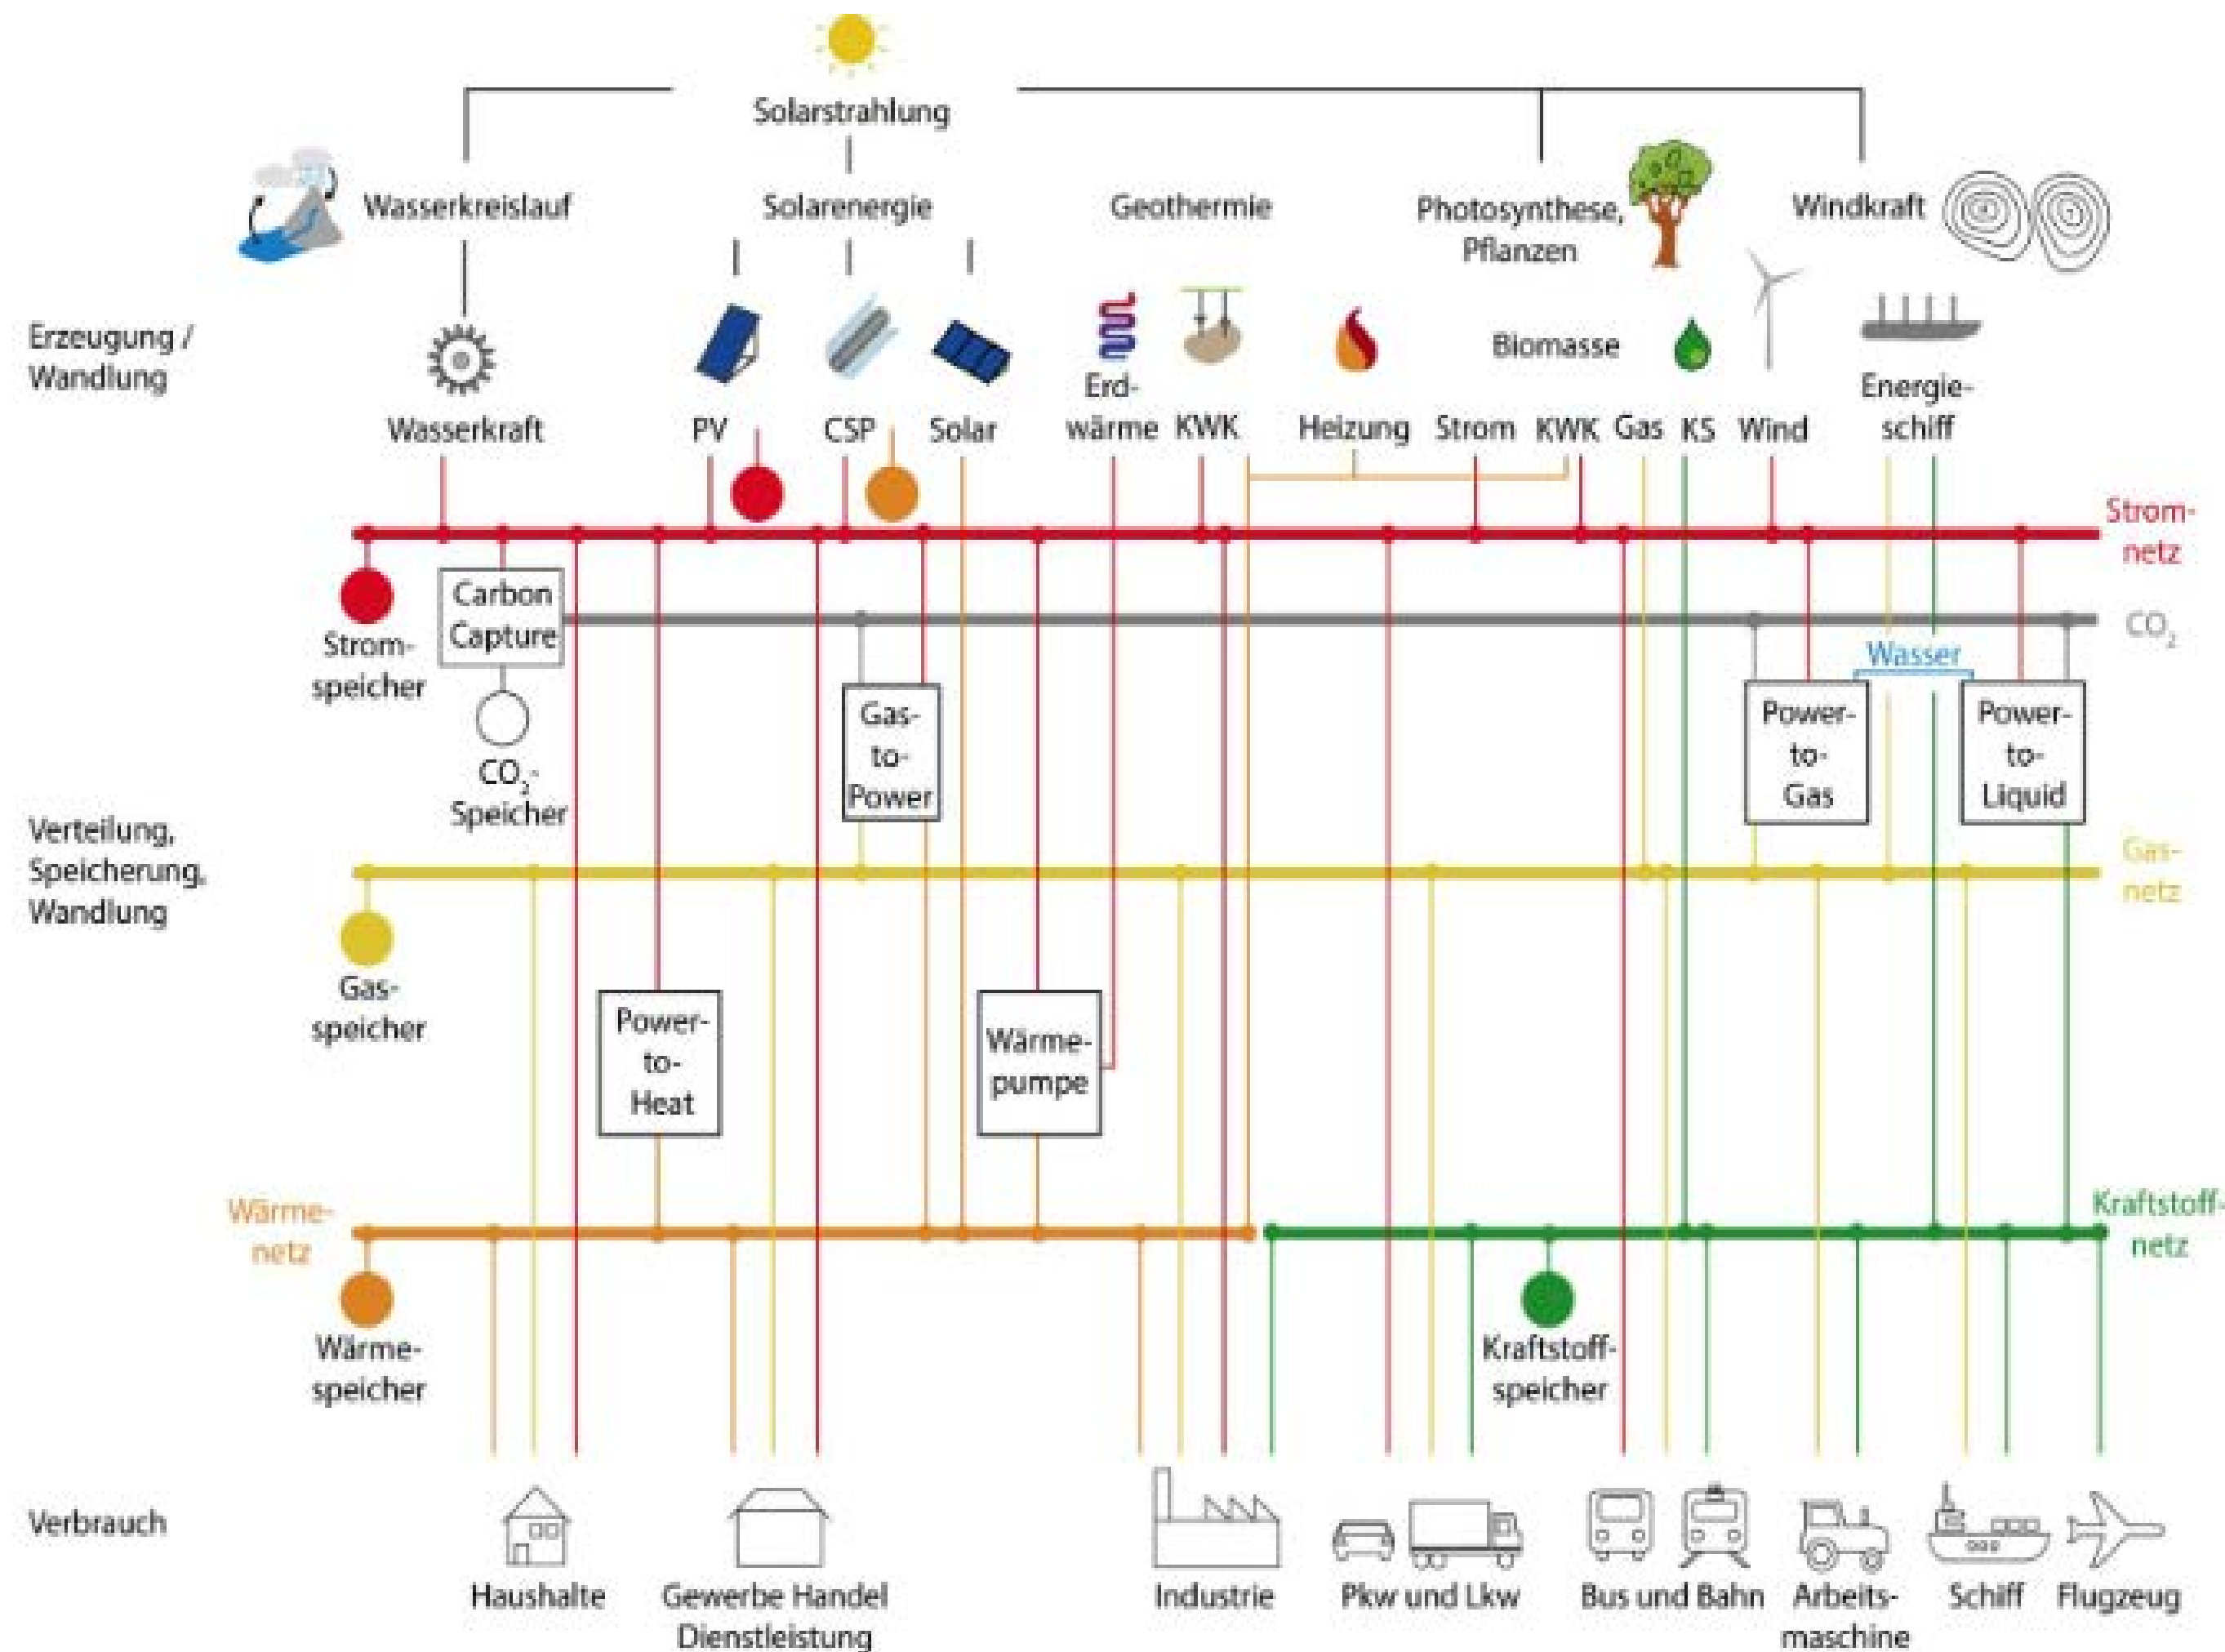 Solarstrahlung
Wasserkreislauf
Solarenergie
Geothermie
Photosynthese,
Pflanzen
Windkraft
Erzeugung /
Wandlung
Biomasse
Wasserkraft
PV
CSP
Solar
Erd-
wärme
KWK
Heizung
Strom
KWK
Gas
KS
Wind
Energie-
schiff
Strom-
netz
Carbon
Capture
CO2
Strom-
speicher
Wasser
CO2-
Speicher
Gas-
to-
Power
Power-
to-
Gas
Power-
to-
Liquid
Verteilung,
Speicherung,
Wandlung
Gas-
netz
Gas-
speicher
Power-
to-
Heat
Wärme-
pumpe
Wärme-
netz
Kraftstoff-
netz
Wärme-
speicher
Kraftstoff-
speicher
Verbrauch
Haushalte
Gewerbe Handel
Dienstleistung
Industrie
Pkw und Lkw
Bus und Bahn
Arbeits-
maschine
Schiff
Flugzeug